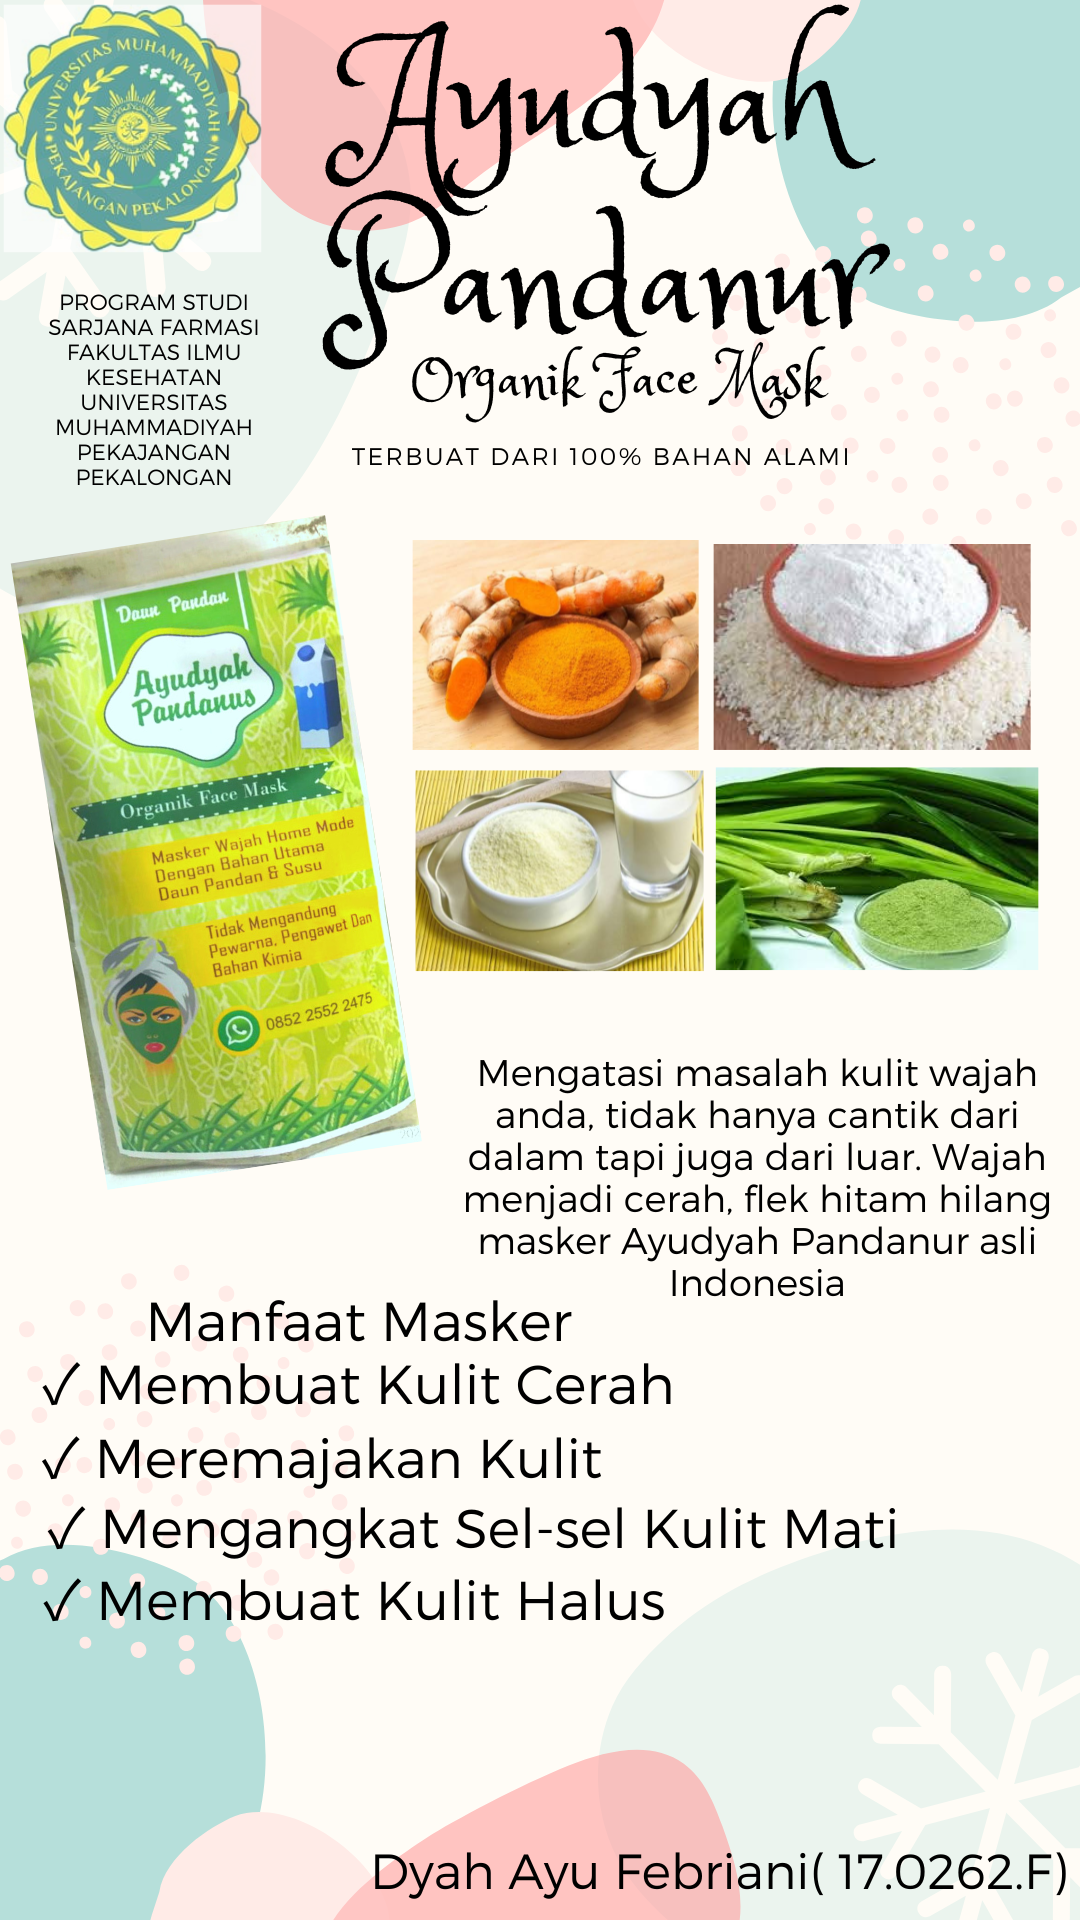 UNIVERSITAS MUHAMMADIYAH
PEKAJANGAN PEKALONGAN
Ayudyah
Pandanur
Organik Face Mask
TERBUAT DARI 100% BAHAN ALAMI
PROGRAM STUDI
SARJANA FARMASI
FAKULTAS ILMU
KESEHATAN
UNIVERSITAS
MUHAMMADIYAH
PEKAJANGAN
PEKALONGAN
Daun Pandan
Ayudyah
Pandanus
Organik Face Mask
Masker Wajah Home Made
Dengan Bahan Utama
Daun Pandan & Susu
Tidak Mengandung
Pewarna, Pengawet Dan
Bahan Kimia
0852 2552 2475
Mengatasi masalah kulit wajah
anda, tidak hanya cantik dari
dalam tapi juga dari luar. Wajah
menjadi cerah, flek hitam hilang
masker Ayudyah Pandanur asli
Indonesia
Manfaat Masker
✓ Membuat Kulit Cerah
✓ Meremajakan Kulit
✓ Mengangkat Sel-sel Kulit Mati
✓ Membuat Kulit Halus
Dyah Ayu Febriani( 17.0262.F)